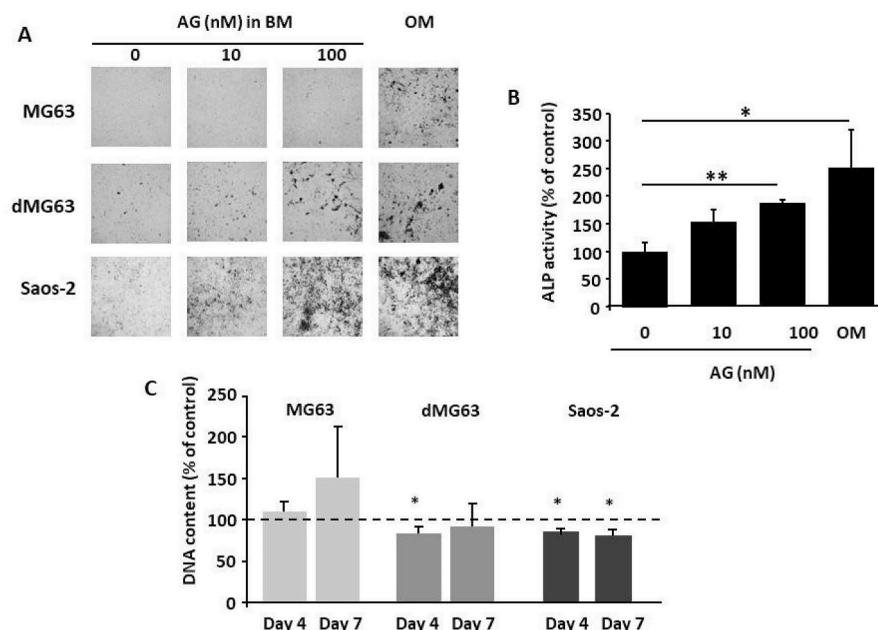 A
AG (nM) in BM
OM
0 10 100
MG63
dMG63
Saos-2
B
ALP activity (% of control)
350
300
250
200
150
100
50
0
*
**
0 10 100 OM
AG (nM)
C
DNA content (% of control)
250
200
150
100
50
0
MG63 dMG63 Saos-2
* * *
Day 4 Day 7 Day 4 Day 7 Day 4 Day 7